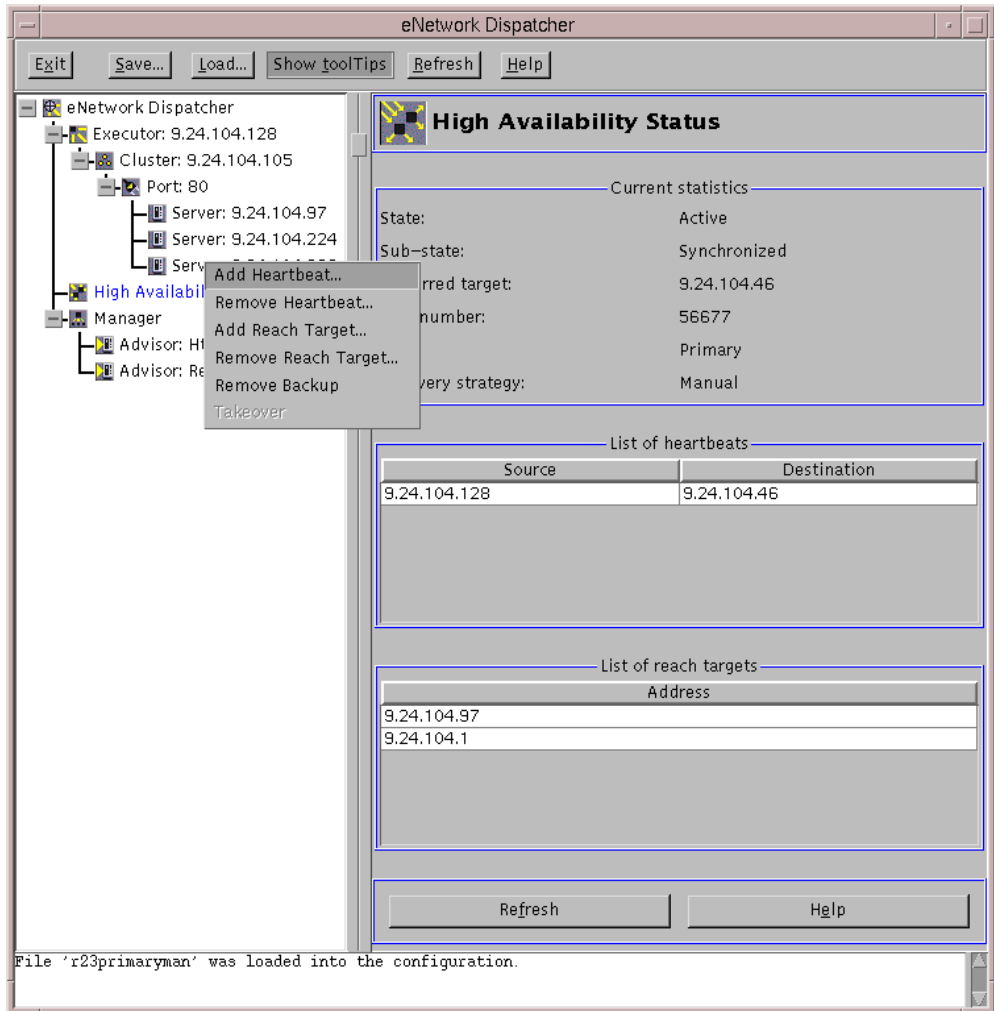 eNetwork Dispatcher
Exit Save... Load... Show toolTips Refresh Help
eNetwork Dispatcher
Executor: 9.24.104.128
Cluster: 9.24.104.105
Port: 80
Server: 9.24.104.97
Server: 9.24.104.224
Serv
High Availabil
Manager
Advisor: Ht
Advisor: Re
Add Heartbeat...
Remove Heartbeat...
Add Reach Target...
Remove Reach Target...
Remove Backup
Takeover
High Availability Status
Current statistics
State: Active
Sub-state: Synchronized
rred target: 9.24.104.46
number: 56677
Primary
very strategy: Manual
List of heartbeats
Source Destination
9.24.104.128 9.24.104.46
List of reach targets
Address
9.24.104.97
9.24.104.1
Refresh Help
File 'r23primaryman' was loaded into the configuration.